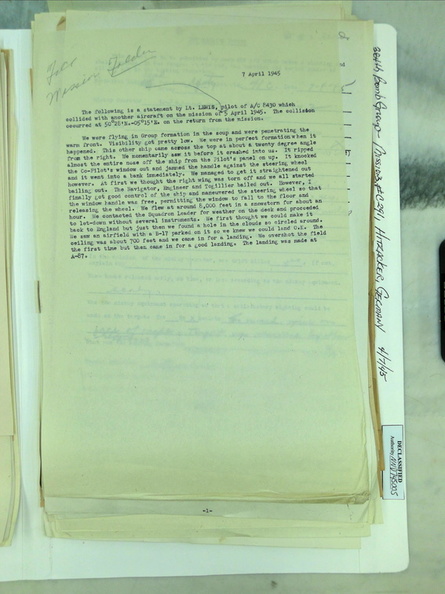 For
Mission Folder
7 April 1945
The following is a statement by Lt. LEWIS, pilot of A/C 8430 which
collided with another aircraft on the mission of 5 April 1945. The collision
occurred at on the return from the mission.
We were flying in Group formation in the soup and were penetrating the
warm front. Visibility got pretty low. We were in perfect formation when it
happened. This other ship came across the top at about a twenty degree angle
from the right. We momentarily saw it before it crashed into us. It ripped
almost the entire nose off the ship from the Pilot's panel on up. It knocked
the Co-Pilot's window out and jammed the handle against the steering wheel
and it went into a bank immediately. We managed to get it straightened out
however. At first we thought the right wing was torn off and we all started
bailing out. The Navigator, Engineer and Togillier bailed out. However, I
finally got good control of the ship and maneuvered the steering wheel so that
the window handle was free, permitting the window to fall to the floor and
releasing the wheel. We flew at around 8,000 feet in a snowstorm for about an
hour. We contacted the Squadron Leader for weather on the deck and proceeded
to let-down without several instruments. We first thought we could make it
back to England but just then we found a hole in the clouds so circled around.
We saw an airfield with a B-17 parked on it so we knew we could land O.K. The
ceiling was about 700 feet and we came in for a landing. We overshot the field
the first time but then came in for a good landing. The landing was made at
A-87.
-1-
Bomb Group Mission # HITZACKER, GERMANY 4/7/45
DECLASSIFIED
Authority